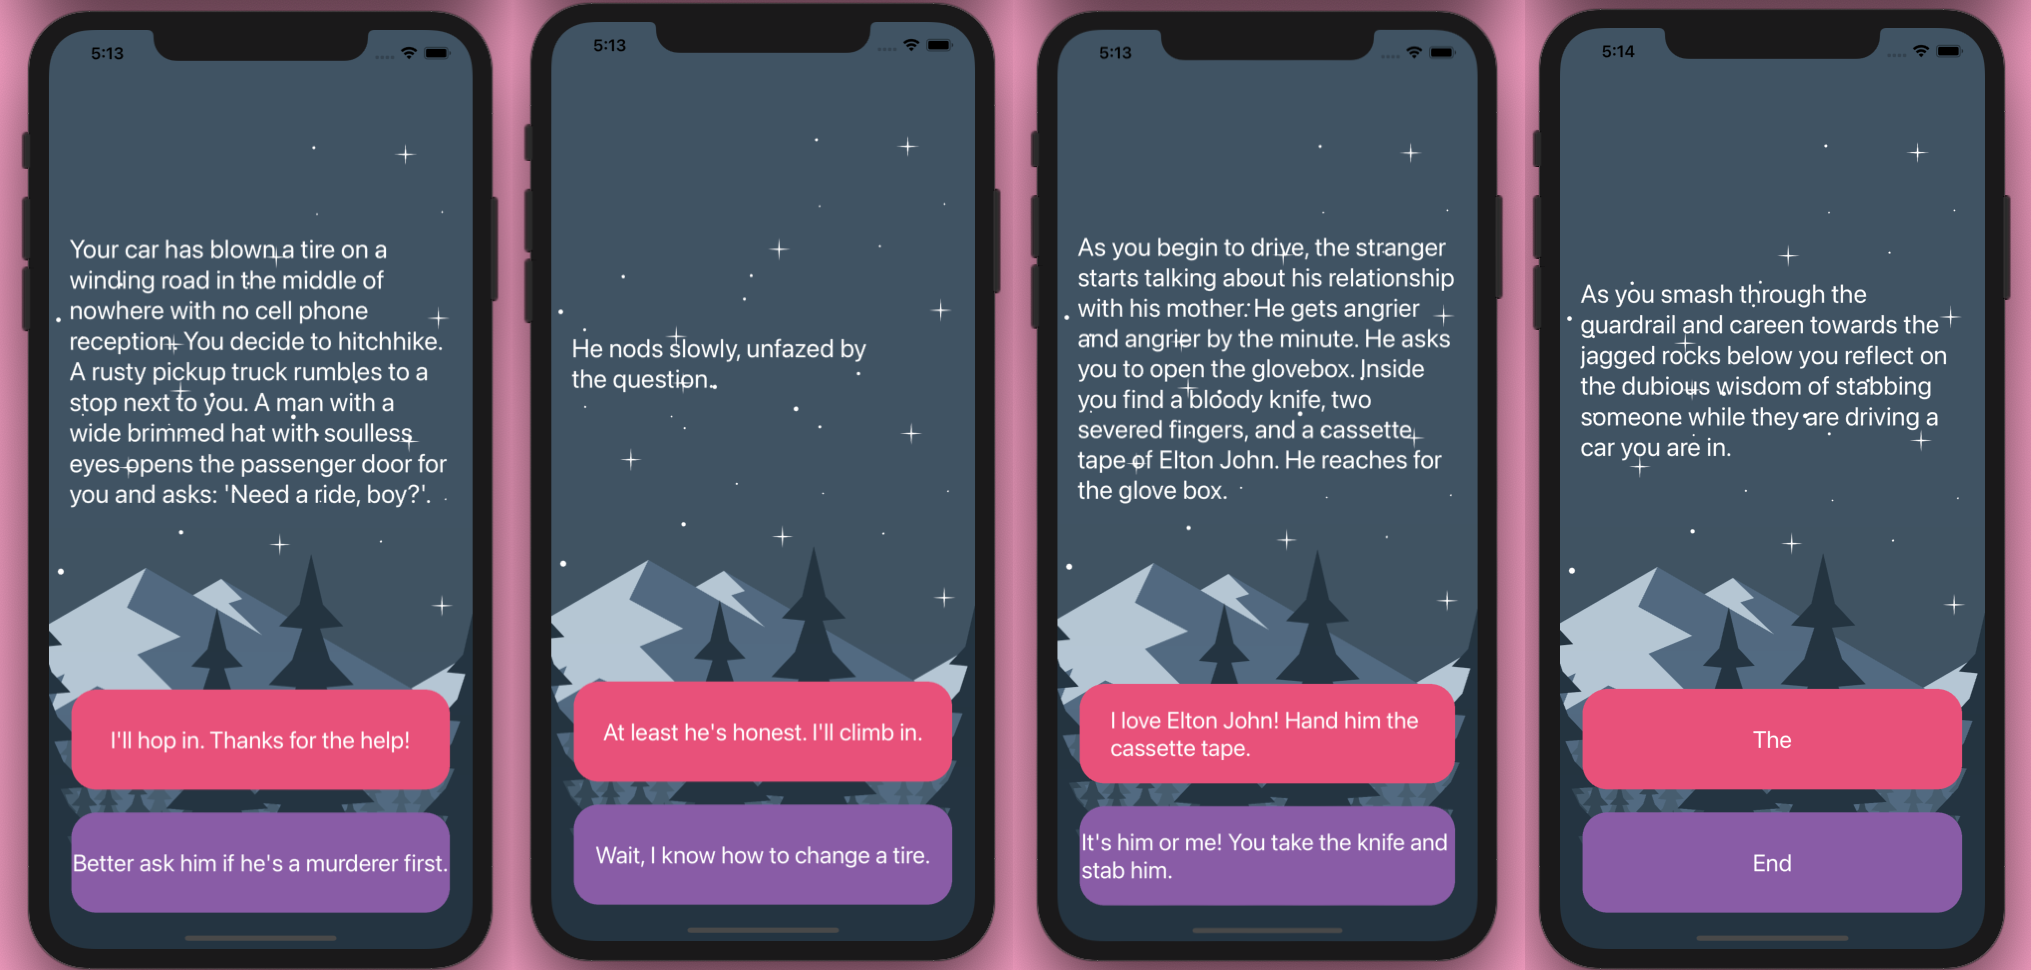 5:13
Your car has blown a tire on a
winding road in the middle of
nowhere with no cell phone
reception. You decide to hitchhike.
A rusty pickup truck rumbles to a
stop next to you. A man with a
wide brimmed hat with soulless
eyes opens the passenger door for
you and asks: 'Need a ride, boy?'.
I'll hop in. Thanks for the help!
Better ask him if he's a murderer first.
5:13
He nods slowly, unfazed by
the question.
At least he's honest. I'll climb in.
Wait, I know how to change a tire.
5:13
As you begin to drive, the stranger
starts talking about his relationship
with his mother. He gets angrier
and angrier by the minute. He asks
you to open the glovebox. Inside
you find a bloody knife, two
severed fingers, and a cassette
tape of Elton John. He reaches for
the glove box.
I love Elton John! Hand him the
cassette tape.
It's him or me! You take the knife and
stab him.
5:14
As you smash through the
guardrail and careen towards the
jagged rocks below you reflect on
the dubious wisdom of stabbing
someone while they are driving a
car you are in.
The
End